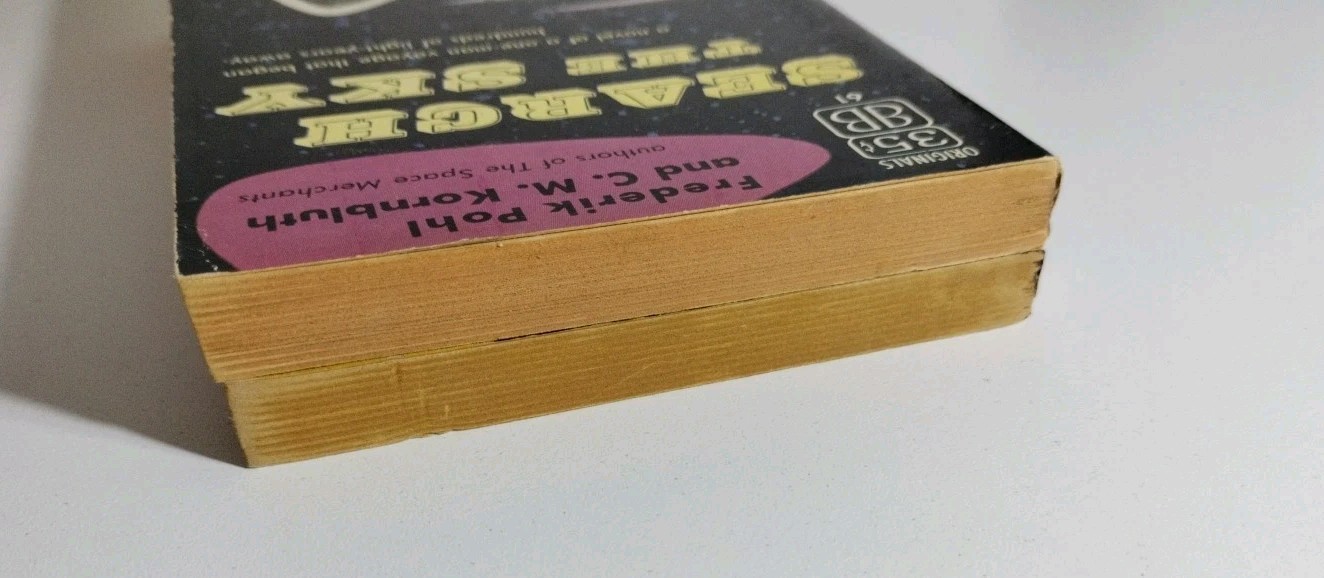 ORIGINALS
35¢
BB
61
Frederik Pohl
and C. M. Kornbluth
authors of The Space Merchants
SEARCH
THE SKY
a novel of a one-man voyage that began
hundreds of light-years away.